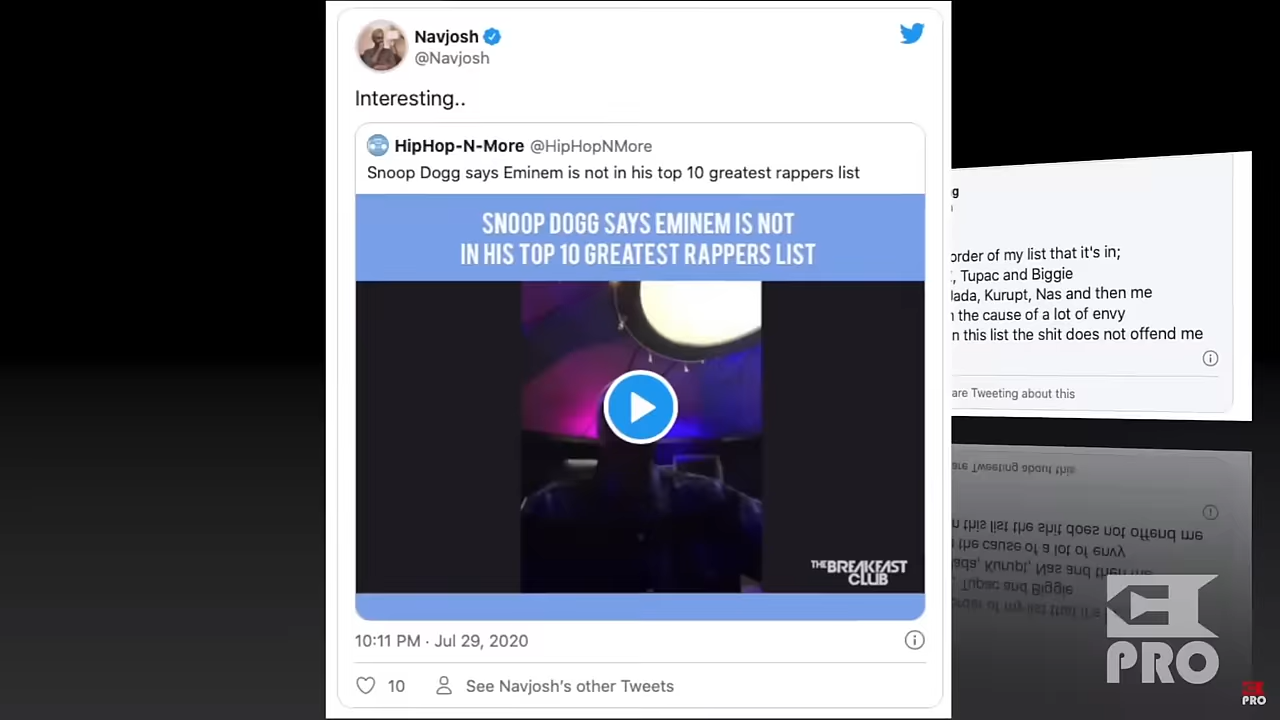 Navjosh
@Navjosh
Interesting..
HipHop-N-More @HipHopNMore
Snoop Dogg says Eminem is not in his top 10 greatest rappers list
SNOOP DOGG SAYS EMINEM IS NOT
IN HIS TOP 10 GREATEST RAPPERS LIST
THE BREAKFAST
CLUB
10:11 PM · Jul 29, 2020
10
See Navjosh's other Tweets
order of my list that it's in;
, Tupac and Biggie
Jada, Kurupt, Nas and then me
the cause of a lot of envy
on this list the shit does not offend me
are Tweeting about this
PRO
PRO